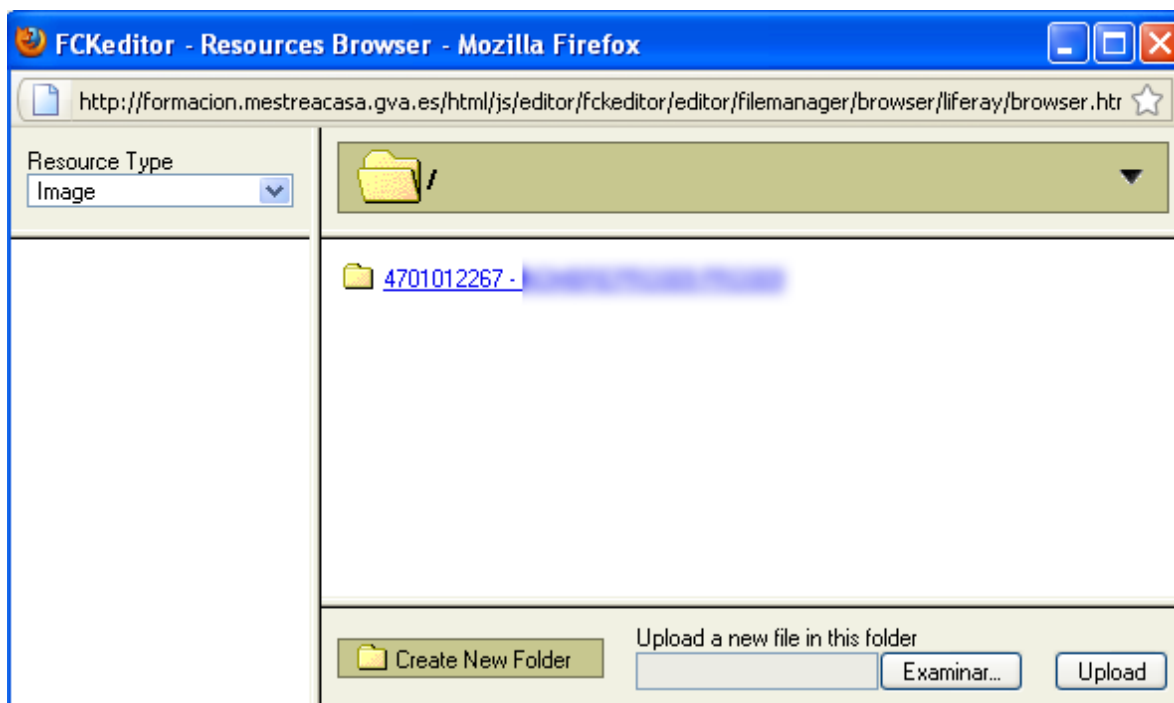 FCKeditor - Resources Browser - Mozilla Firefox
http://formacion.mestreacasa.gva.es/html/js/editor/fckeditor/editor/filemanager/browser/liferay/browser.htr
Resource Type
Image
/
4701012267 -
Create New Folder
Upload a new file in this folder
Examinar...
Upload